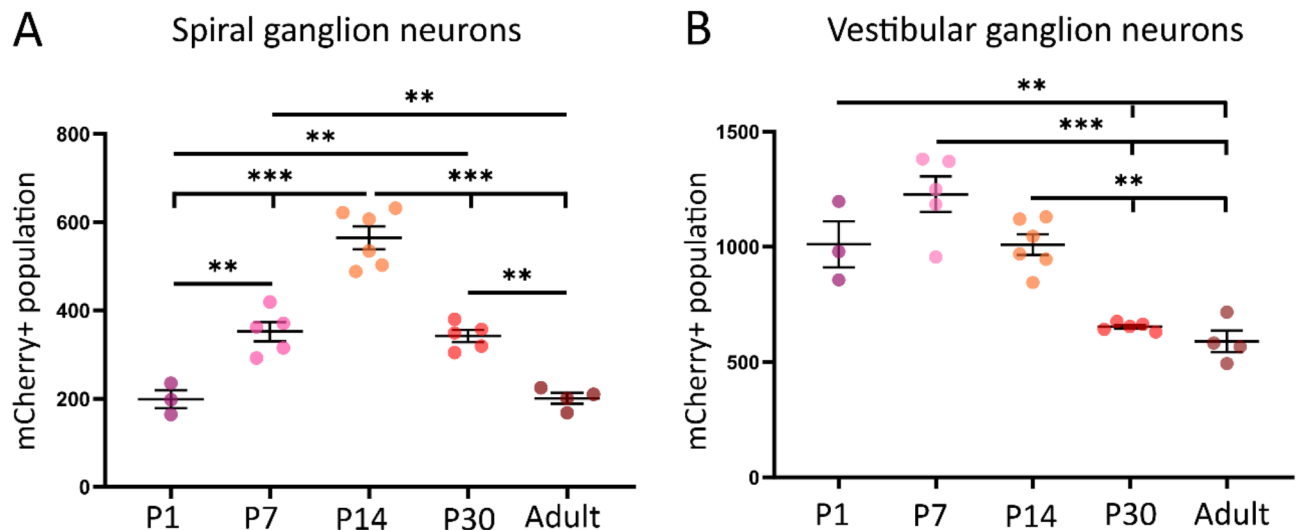 A
Spiral ganglion neurons
**
**
***
***
**
**
mCherry+ population
800
600
400
200
0
P1
P7
P14
P30
Adult
B
Vestibular ganglion neurons
**
***
**
mCherry+ population
1500
1000
500
0
P1
P7
P14
P30
Adult